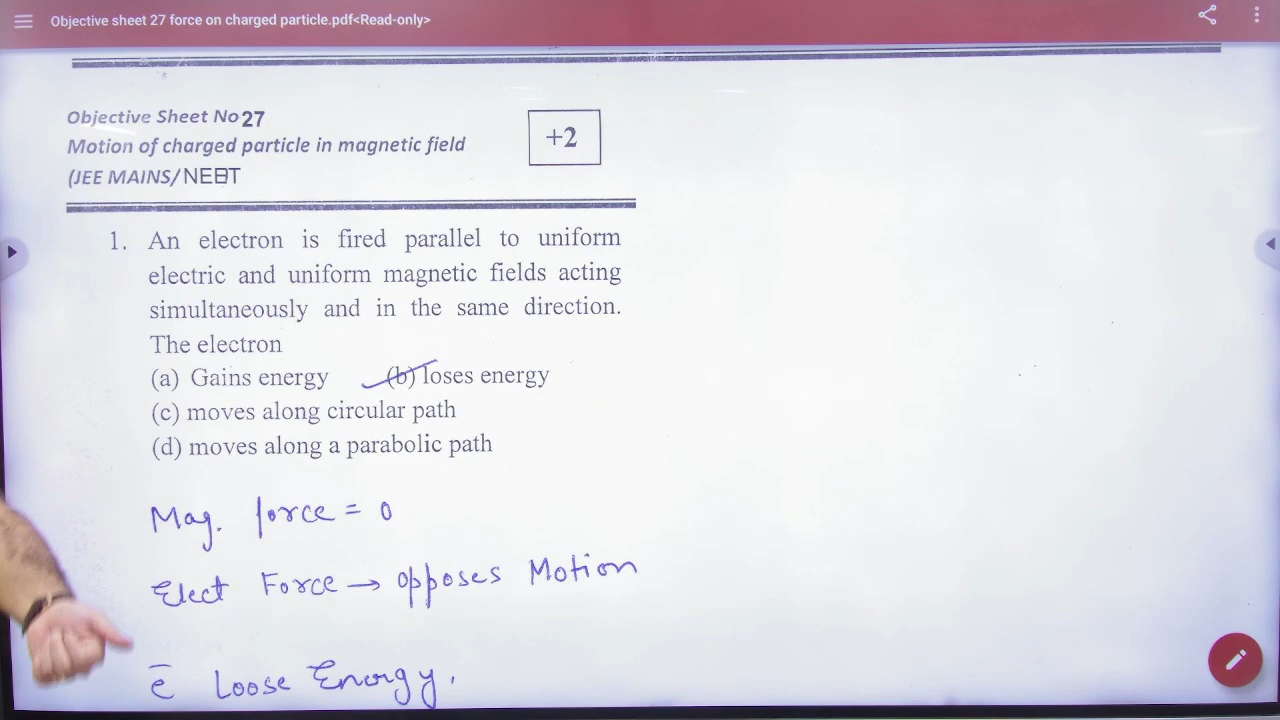 Objective sheet 27 force on charged particle.pdf<Read-only>
Objective Sheet No 27
+2
Motion of charged particle in magnetic field
(JEE MAINS/NEET
1. An electron is fired parallel to uniform
electric and uniform magnetic fields acting
simultaneously and in the same direction.
The electron
(a) Gains energy (b) loses energy
(c) moves along circular path
(d) moves along a parabolic path
Mag. force = 0
Elect Force → opposes Motion
e̅ Loose Energy.